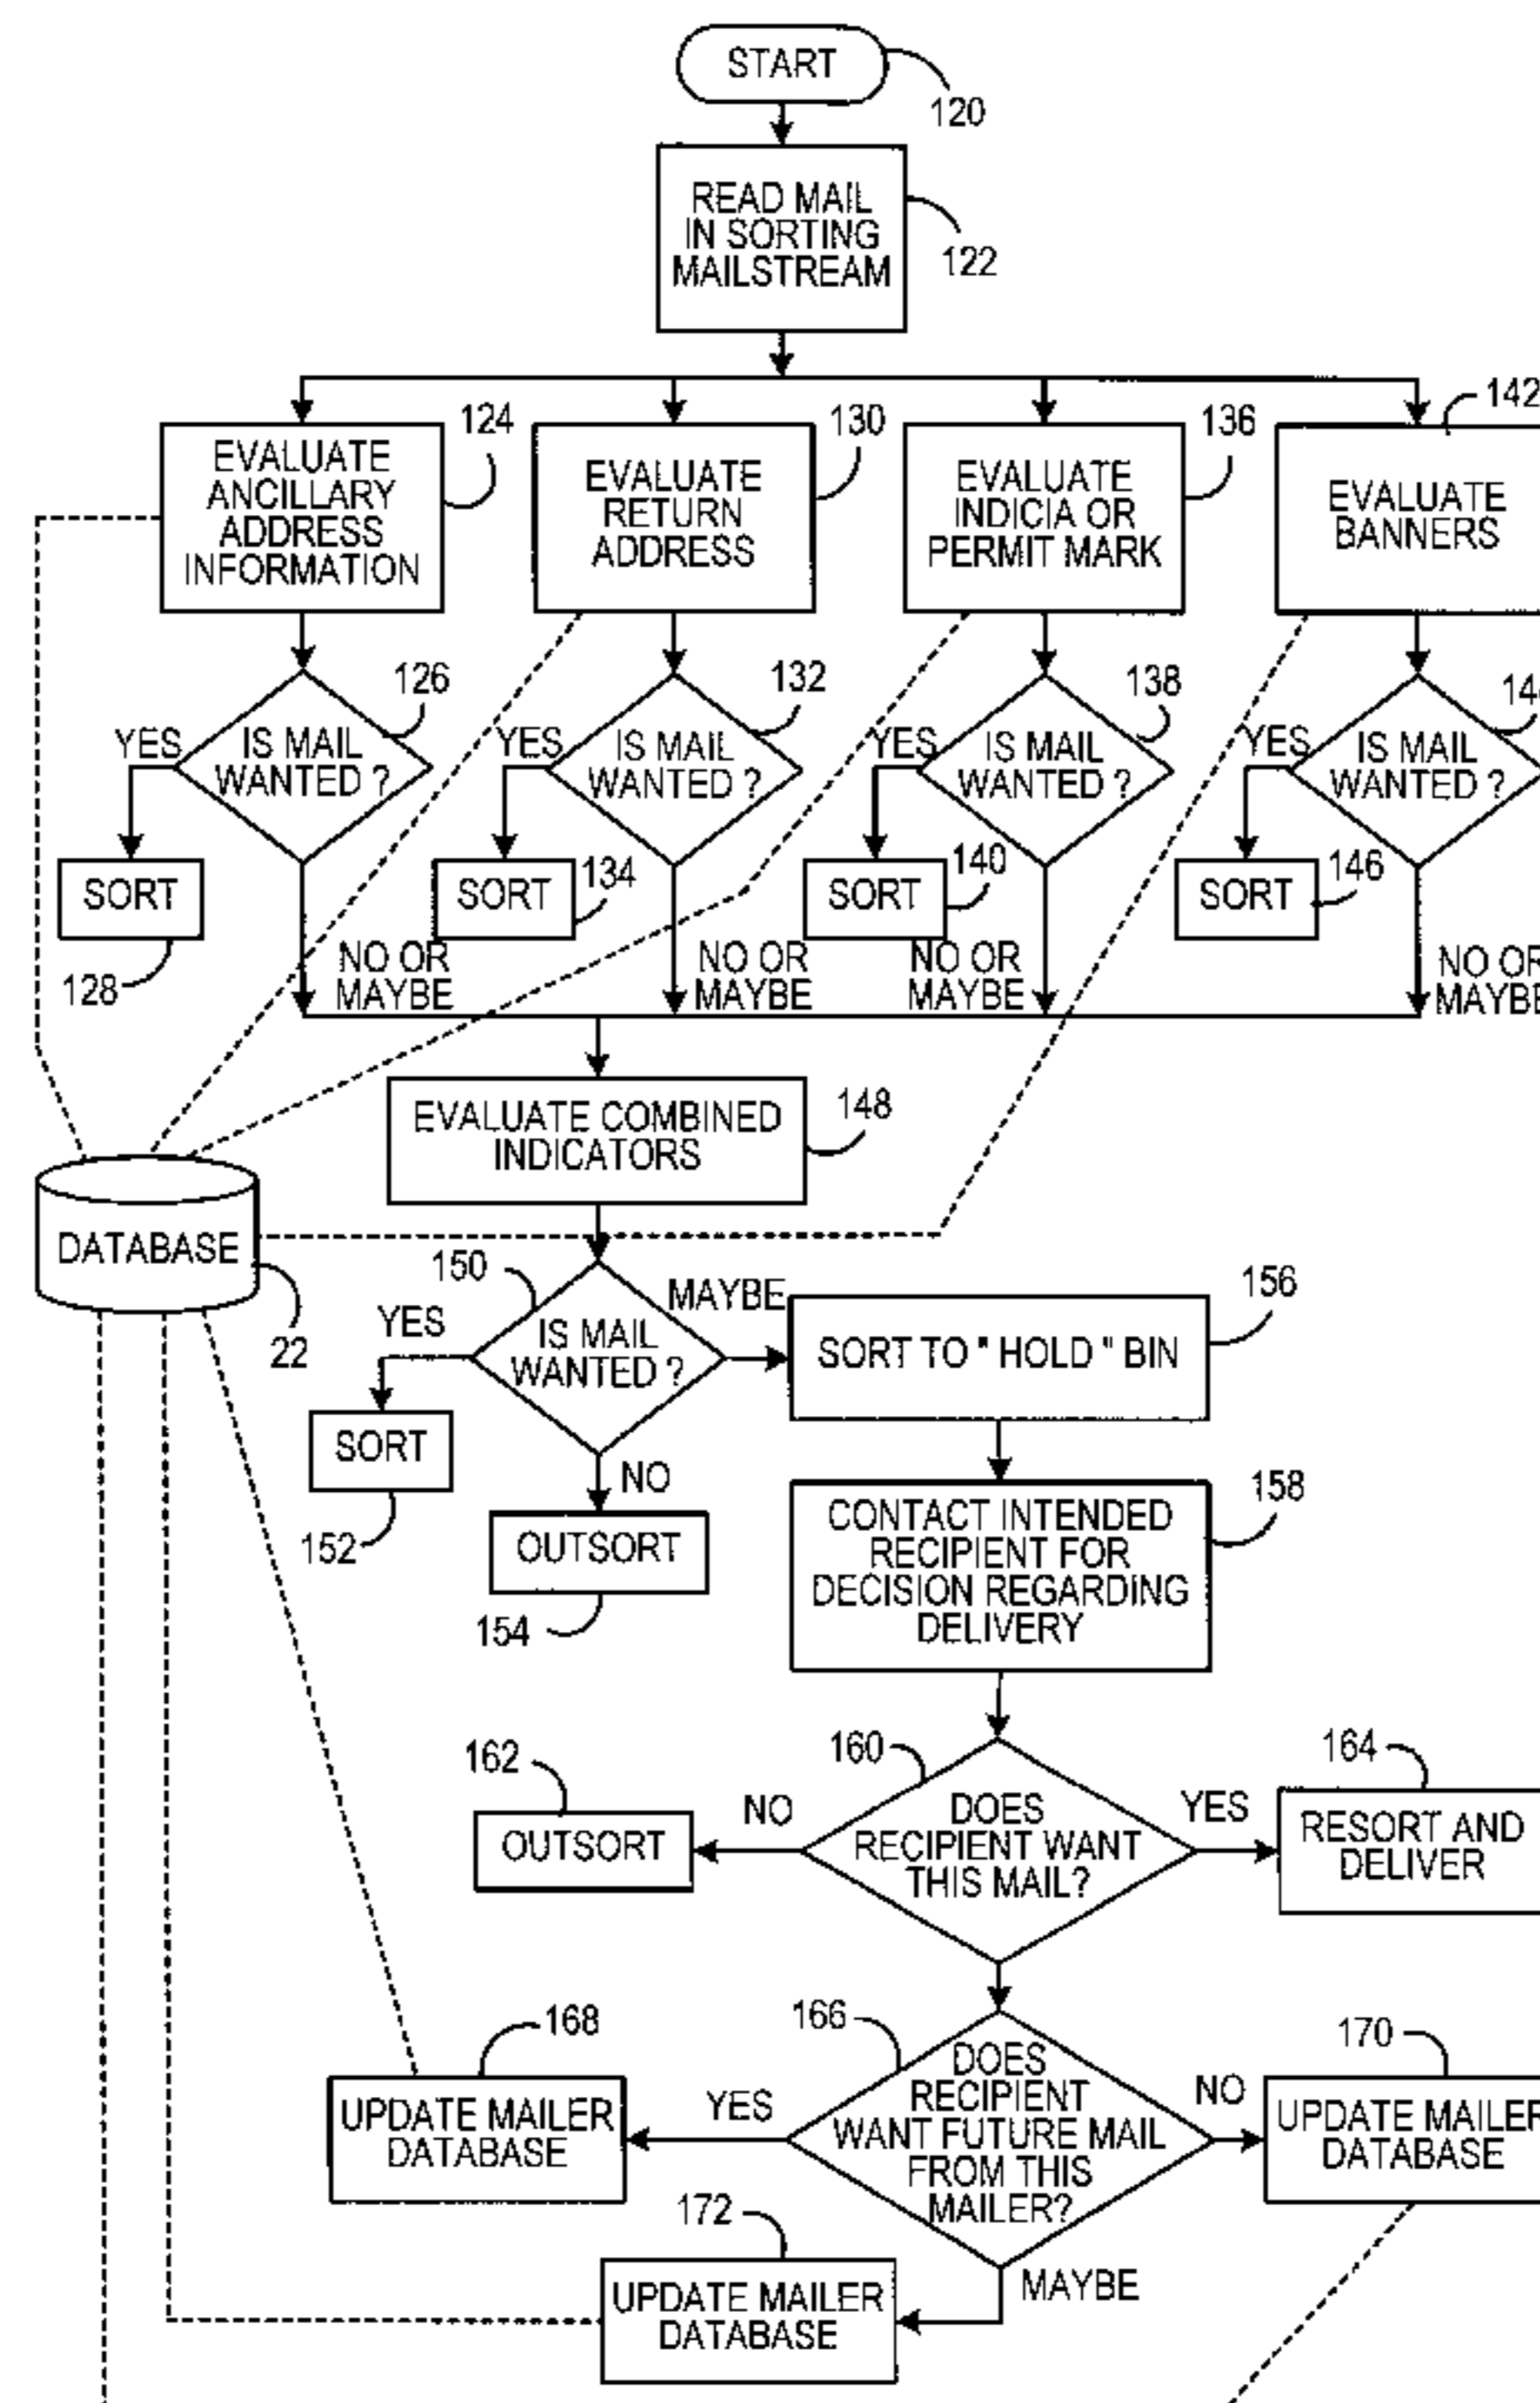 START
120
READ MAIL
IN SORTING
MAILSTREAM
122
EVALUATE
ANCILLARY
ADDRESS
INFORMATION
124
EVALUATE
RETURN
ADDRESS
130
EVALUATE
INDICIA OR
PERMIT MARK
136
EVALUATE
BANNERS
142
126
YES
IS MAIL
WANTED ?
132
YES
IS MAIL
WANTED ?
138
YES
IS MAIL
WANTED ?
YES
IS MAIL
WANTED ?
SORT
128
SORT
134
SORT
140
SORT
146
NO OR
MAYBE
NO OR
MAYBE
NO OR
MAYBE
NO OR
MAYBE
EVALUATE COMBINED
INDICATORS
148
DATABASE
22
150
YES
IS MAIL
WANTED ?
MAYBE
SORT TO " HOLD " BIN
156
SORT
152
NO
OUTSORT
154
CONTACT INTENDED
RECIPIENT FOR
DECISION REGARDING
DELIVERY
158
160
DOES
RECIPIENT WANT
THIS MAIL?
NO
162
OUTSORT
YES
164
RESORT AND
DELIVER
166
DOES
RECIPIENT
WANT FUTURE MAIL
FROM THIS
MAILER?
YES
168
UPDATE MAILER
DATABASE
NO
170
UPDATE MAILER
DATABASE
MAYBE
172
UPDATE MAILER
DATABASE